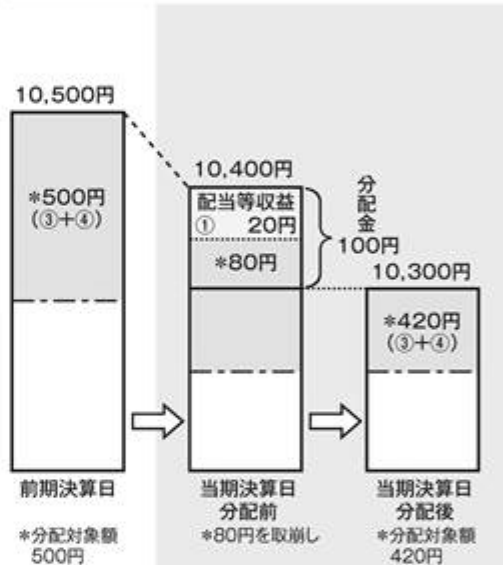 10,500円
*500円
(③+④)
前期決算日
*分配対象額
500円
10,400円
配当等収益
① 20円
*80円
分配金
100円
当期決算日
分配前
*80円を取崩し
10,300円
*420円
(③+④)
当期決算日
分配後
*分配対象額
420円